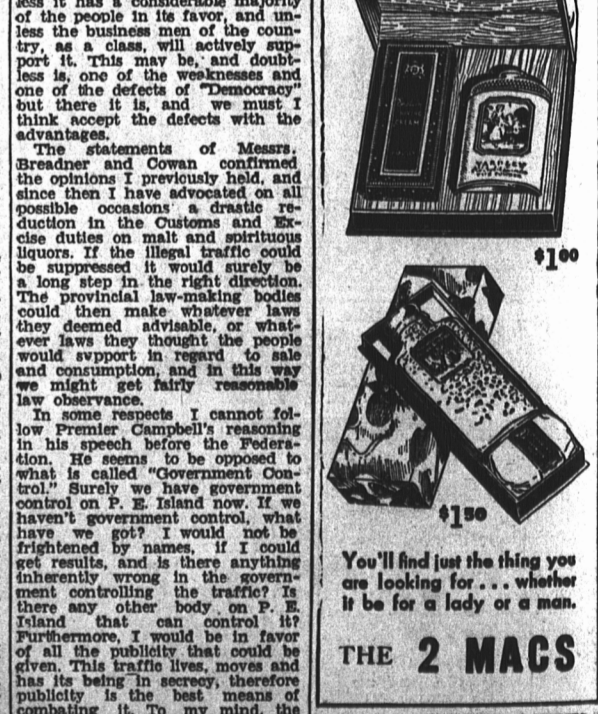 less it has a considerable majority
of the people in its favor, and un-
less the business men of the coun-
try, as a class, will actively sup-
port it. This may be, and doubt-
less is, one of the weaknesses and
one of the defects of "Democracy"
but there it is, and we must I
think accept the defects with the
advantages.
The statements of Messrs.
Breadner and Cowan confirmed
the opinions I previously held, and
since then I have advocated on all
possible occasions a drastic re-
duction in the Customs and Ex-
cise duties on malt and spirituous
liquors. If the illegal traffic could
be suppressed it would surely be
a long step in the right direction.
The provincial law-making bodies
could then make whatever laws
they deemed advisable, or what-
ever laws they thought the people
would svpport in regard to sale
and consumption, and in this way
we might get fairly reasonable
law observance.
In some respects I cannot fol-
low Premier Campbell's reasoning
in his speech before the Federa-
tion. He seems to be opposed to
what is called "Government Con-
trol." Surely we have government
control on P. E. Island now. If we
haven't government control, what
have we got? I would not be
frightened by names, if I could
get results, and is there anything
inherently wrong in the govern-
ment controlling the traffic? Is
there any other body on P. E.
Island that can control it?
Furthermore, I would be in favor
of all the publicity that could be
given. This traffic lives, moves and
has its being in secrecy, therefore
publicity is the best means of
combating it. To my mind, the
YARDLEY
$1.00
$1.50
You'll find just the thing you
are looking for . . . whether
it be for a lady or a man.
THE 2 MACS